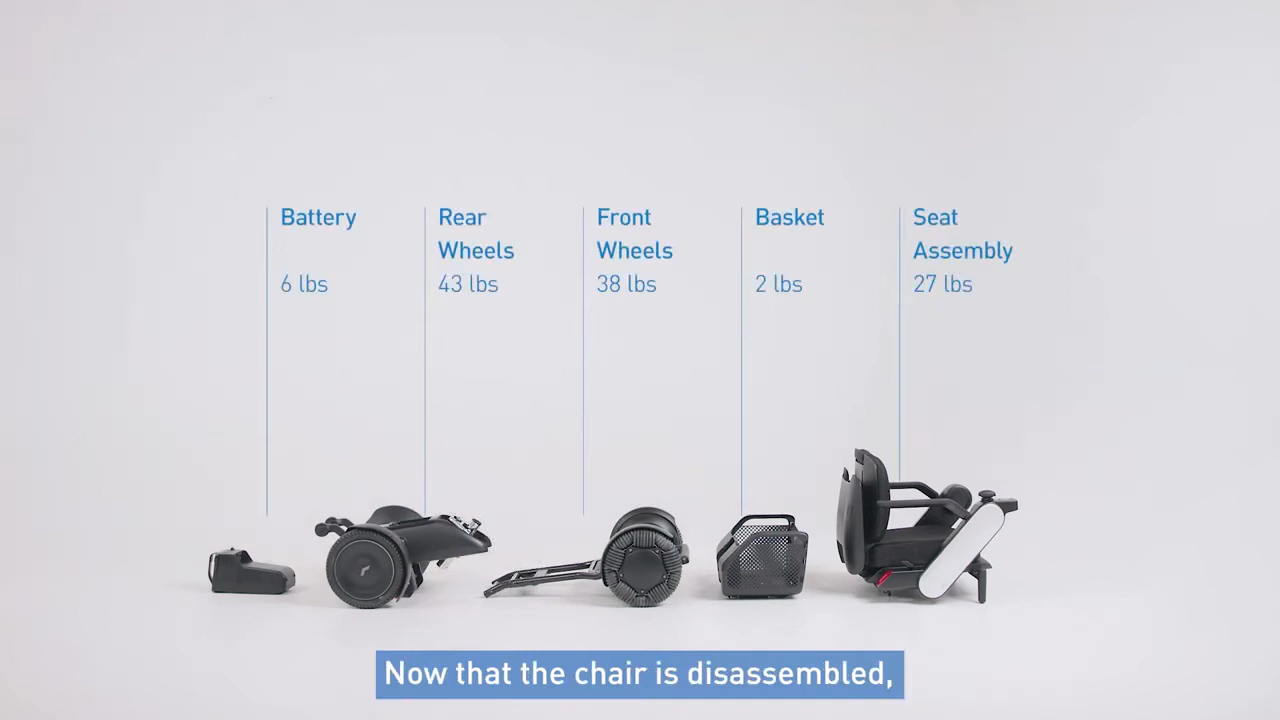 Battery
6 lbs
Rear
Wheels
43 lbs
Front
Wheels
38 lbs
Basket
2 lbs
Seat
Assembly
27 lbs
Now that the chair is disassembled,